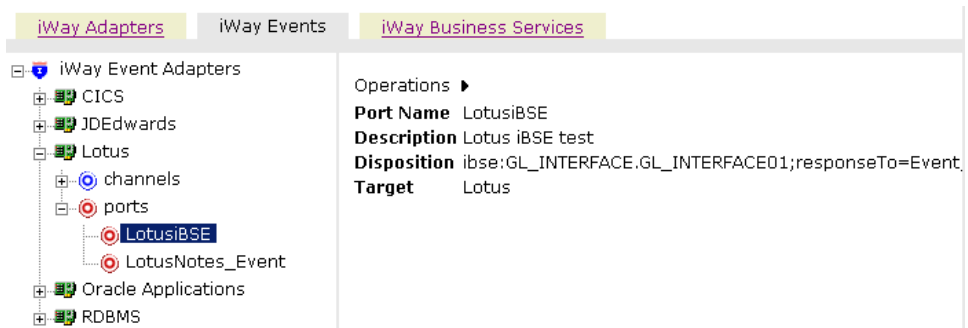 iWay Adapters iWay Events iWay Business Services
iWay Event Adapters
CICS
JDEdwards
Lotus
channels
ports
LotusiBSE
LotusNotes_Event
Oracle Applications
RDBMS
Operations
Port Name LotusiBSE
Description Lotus iBSE test
Disposition ibse:GL_INTERFACE.GL_INTERFACE01;responseTo=Event_
Target Lotus